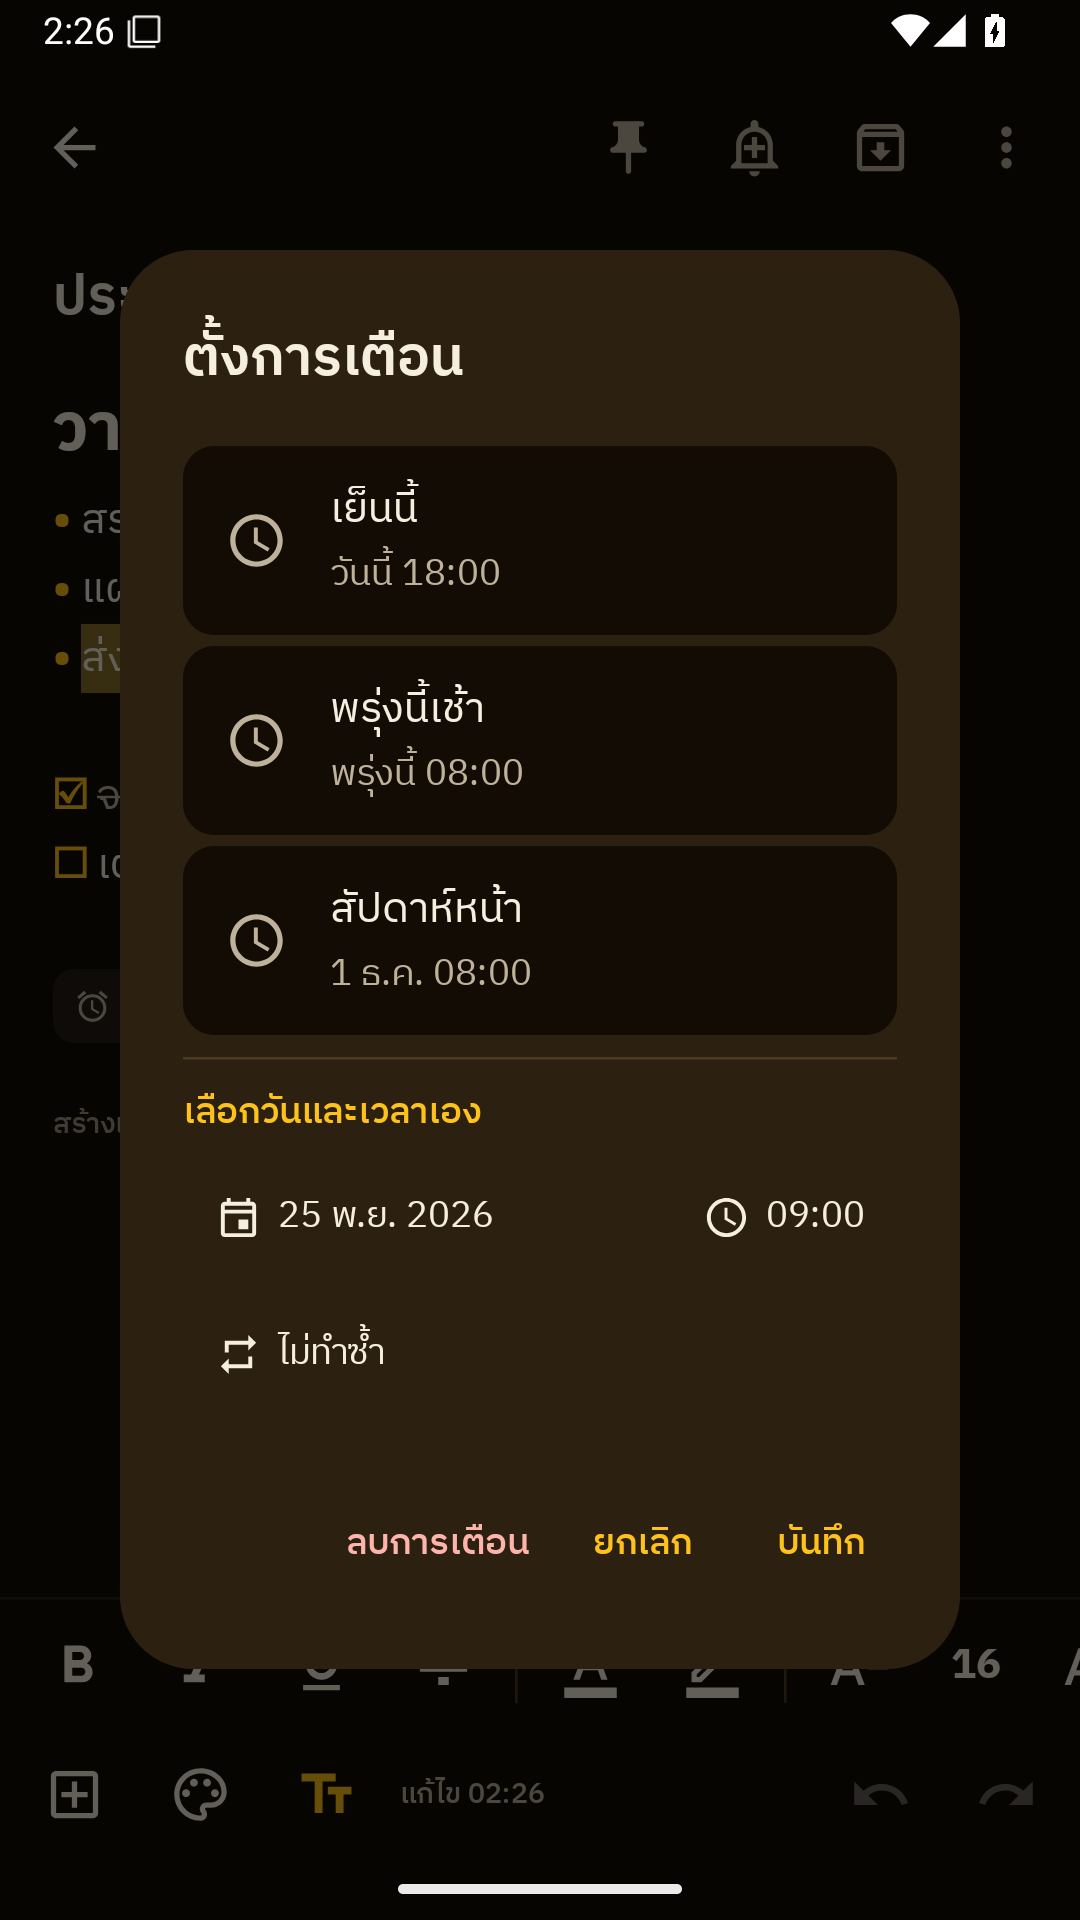 2:26
ตั้งการเตือน
เย็นนี้
วันนี้ 18:00
พรุ่งนี้เช้า
พรุ่งนี้ 08:00
สัปดาห์หน้า
1 ธ.ค. 08:00
เลือกวันและเวลาเอง
25 พ.ย. 2026
09:00
ไม่ทำซ้ำ
ลบการเตือน
ยกเลิก
บันทึก
B
16
แก้ไข 02:26